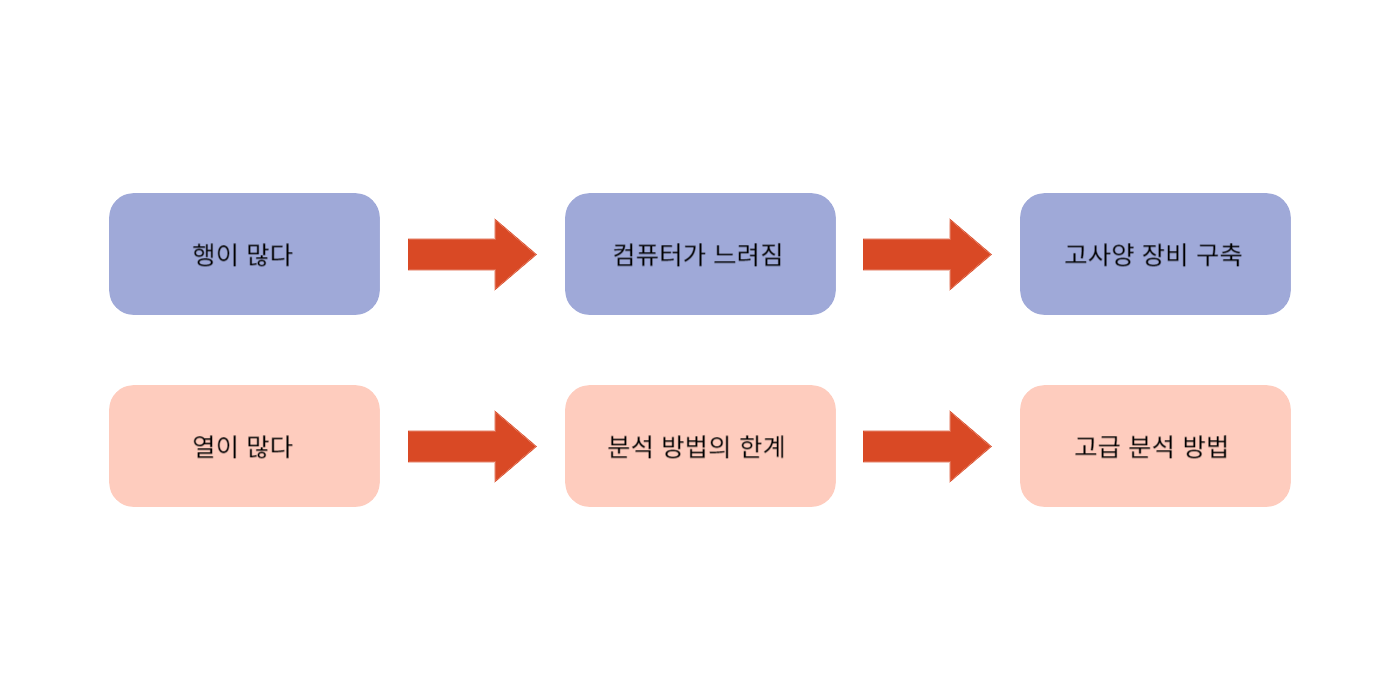 행이 많다
컴퓨터가 느려짐
고사양 장비 구축
열이 많다
분석 방법의 한계
고급 분석 방법